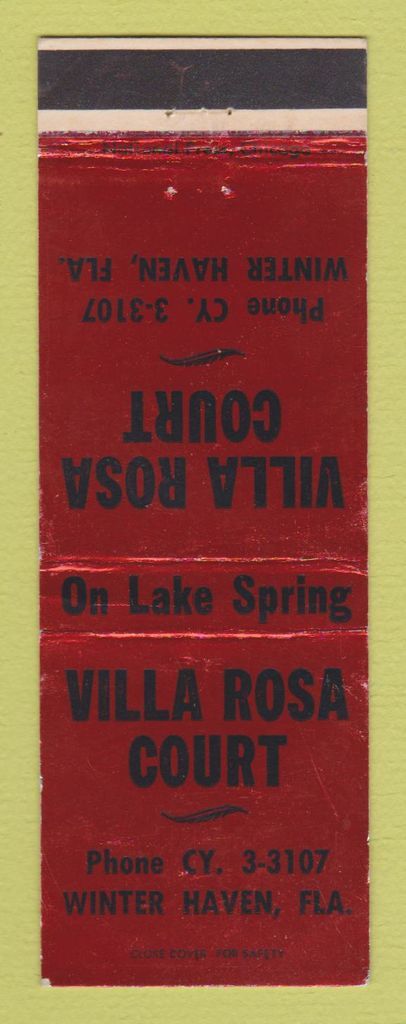 WINTER HAVEN, FLA.
Phone CY. 3-3107
COURT
VILLA ROSA
On Lake Spring
VILLA ROSA
COURT
Phone CY. 3-3107
WINTER HAVEN, FLA.
CLOSE COVER FOR SAFETY